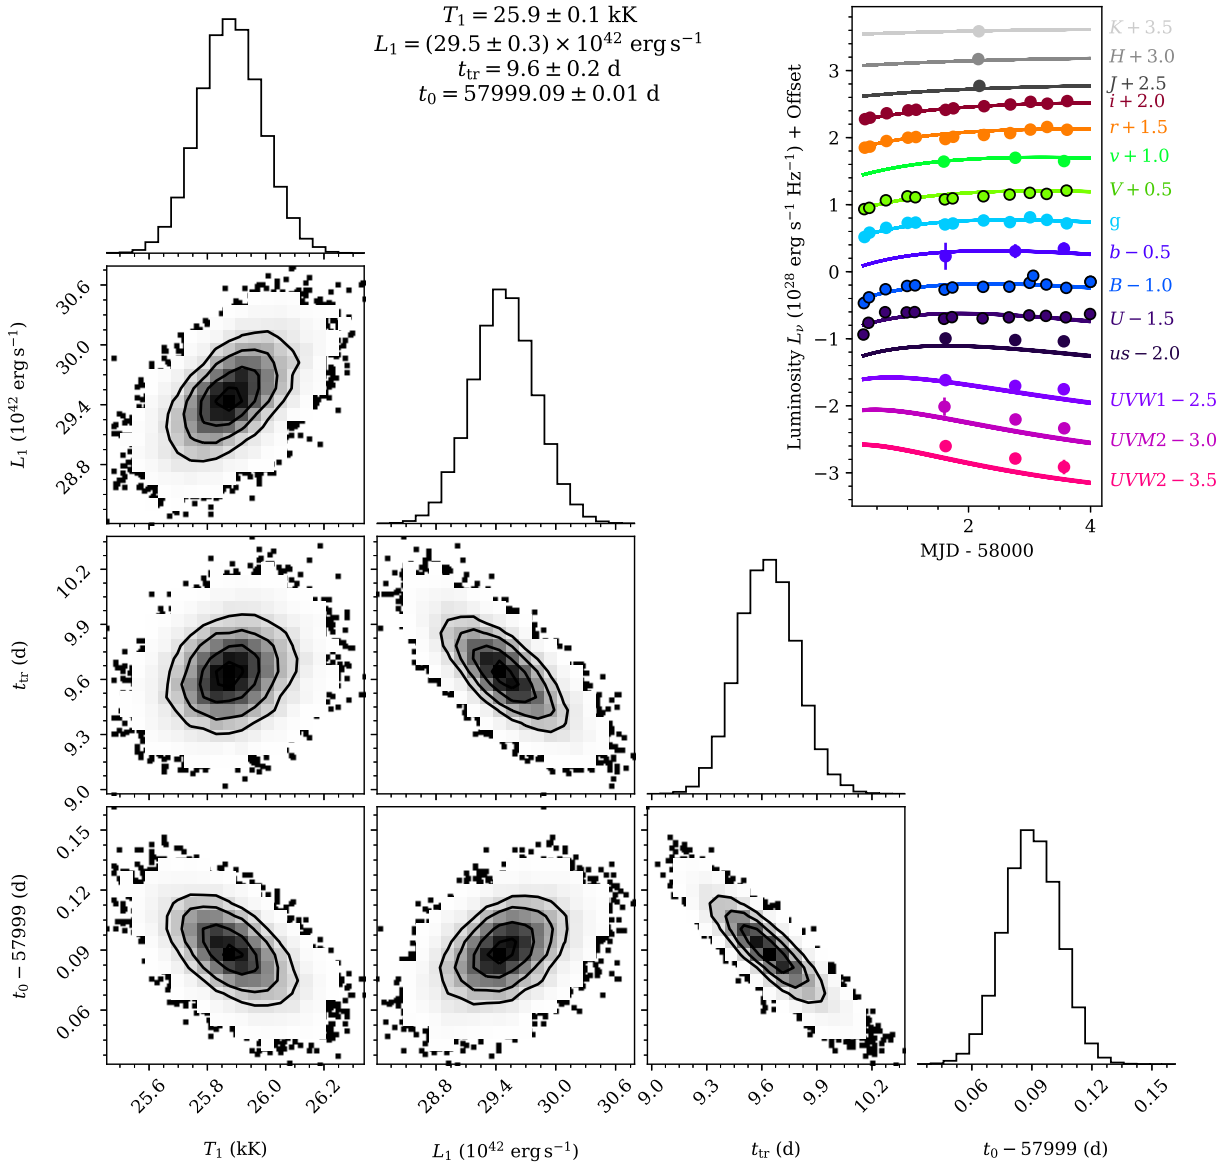 T₁ = 25.9 ± 0.1 kK
L₁ = (29.5 ± 0.3) × 10⁴² erg s⁻¹
t_tr = 9.6 ± 0.2 d
t₀ = 57999.09 ± 0.01 d
Luminosity L_ν (10²⁸ erg s⁻¹ Hz⁻¹) + Offset
3
2
1
0
−1
−2
−3
2
4
MJD - 58000
K + 3.5
H + 3.0
J + 2.5
i + 2.0
r + 1.5
v + 1.0
V + 0.5
g
b − 0.5
B − 1.0
U − 1.5
us − 2.0
UVW1 − 2.5
UVM2 − 3.0
UVW2 − 3.5
L₁ (10⁴² erg s⁻¹)
30.6
30.0
29.4
28.8
t_tr (d)
10.2
9.9
9.6
9.3
9.0
t₀ − 57999 (d)
0.15
0.12
0.09
0.06
25.6
25.8
26.0
26.2
T₁ (kK)
28.8
29.4
30.0
30.6
L₁ (10⁴² erg s⁻¹)
9.0
9.3
9.6
9.9
10.2
t_tr (d)
0.06
0.09
0.12
0.15
t₀ − 57999 (d)